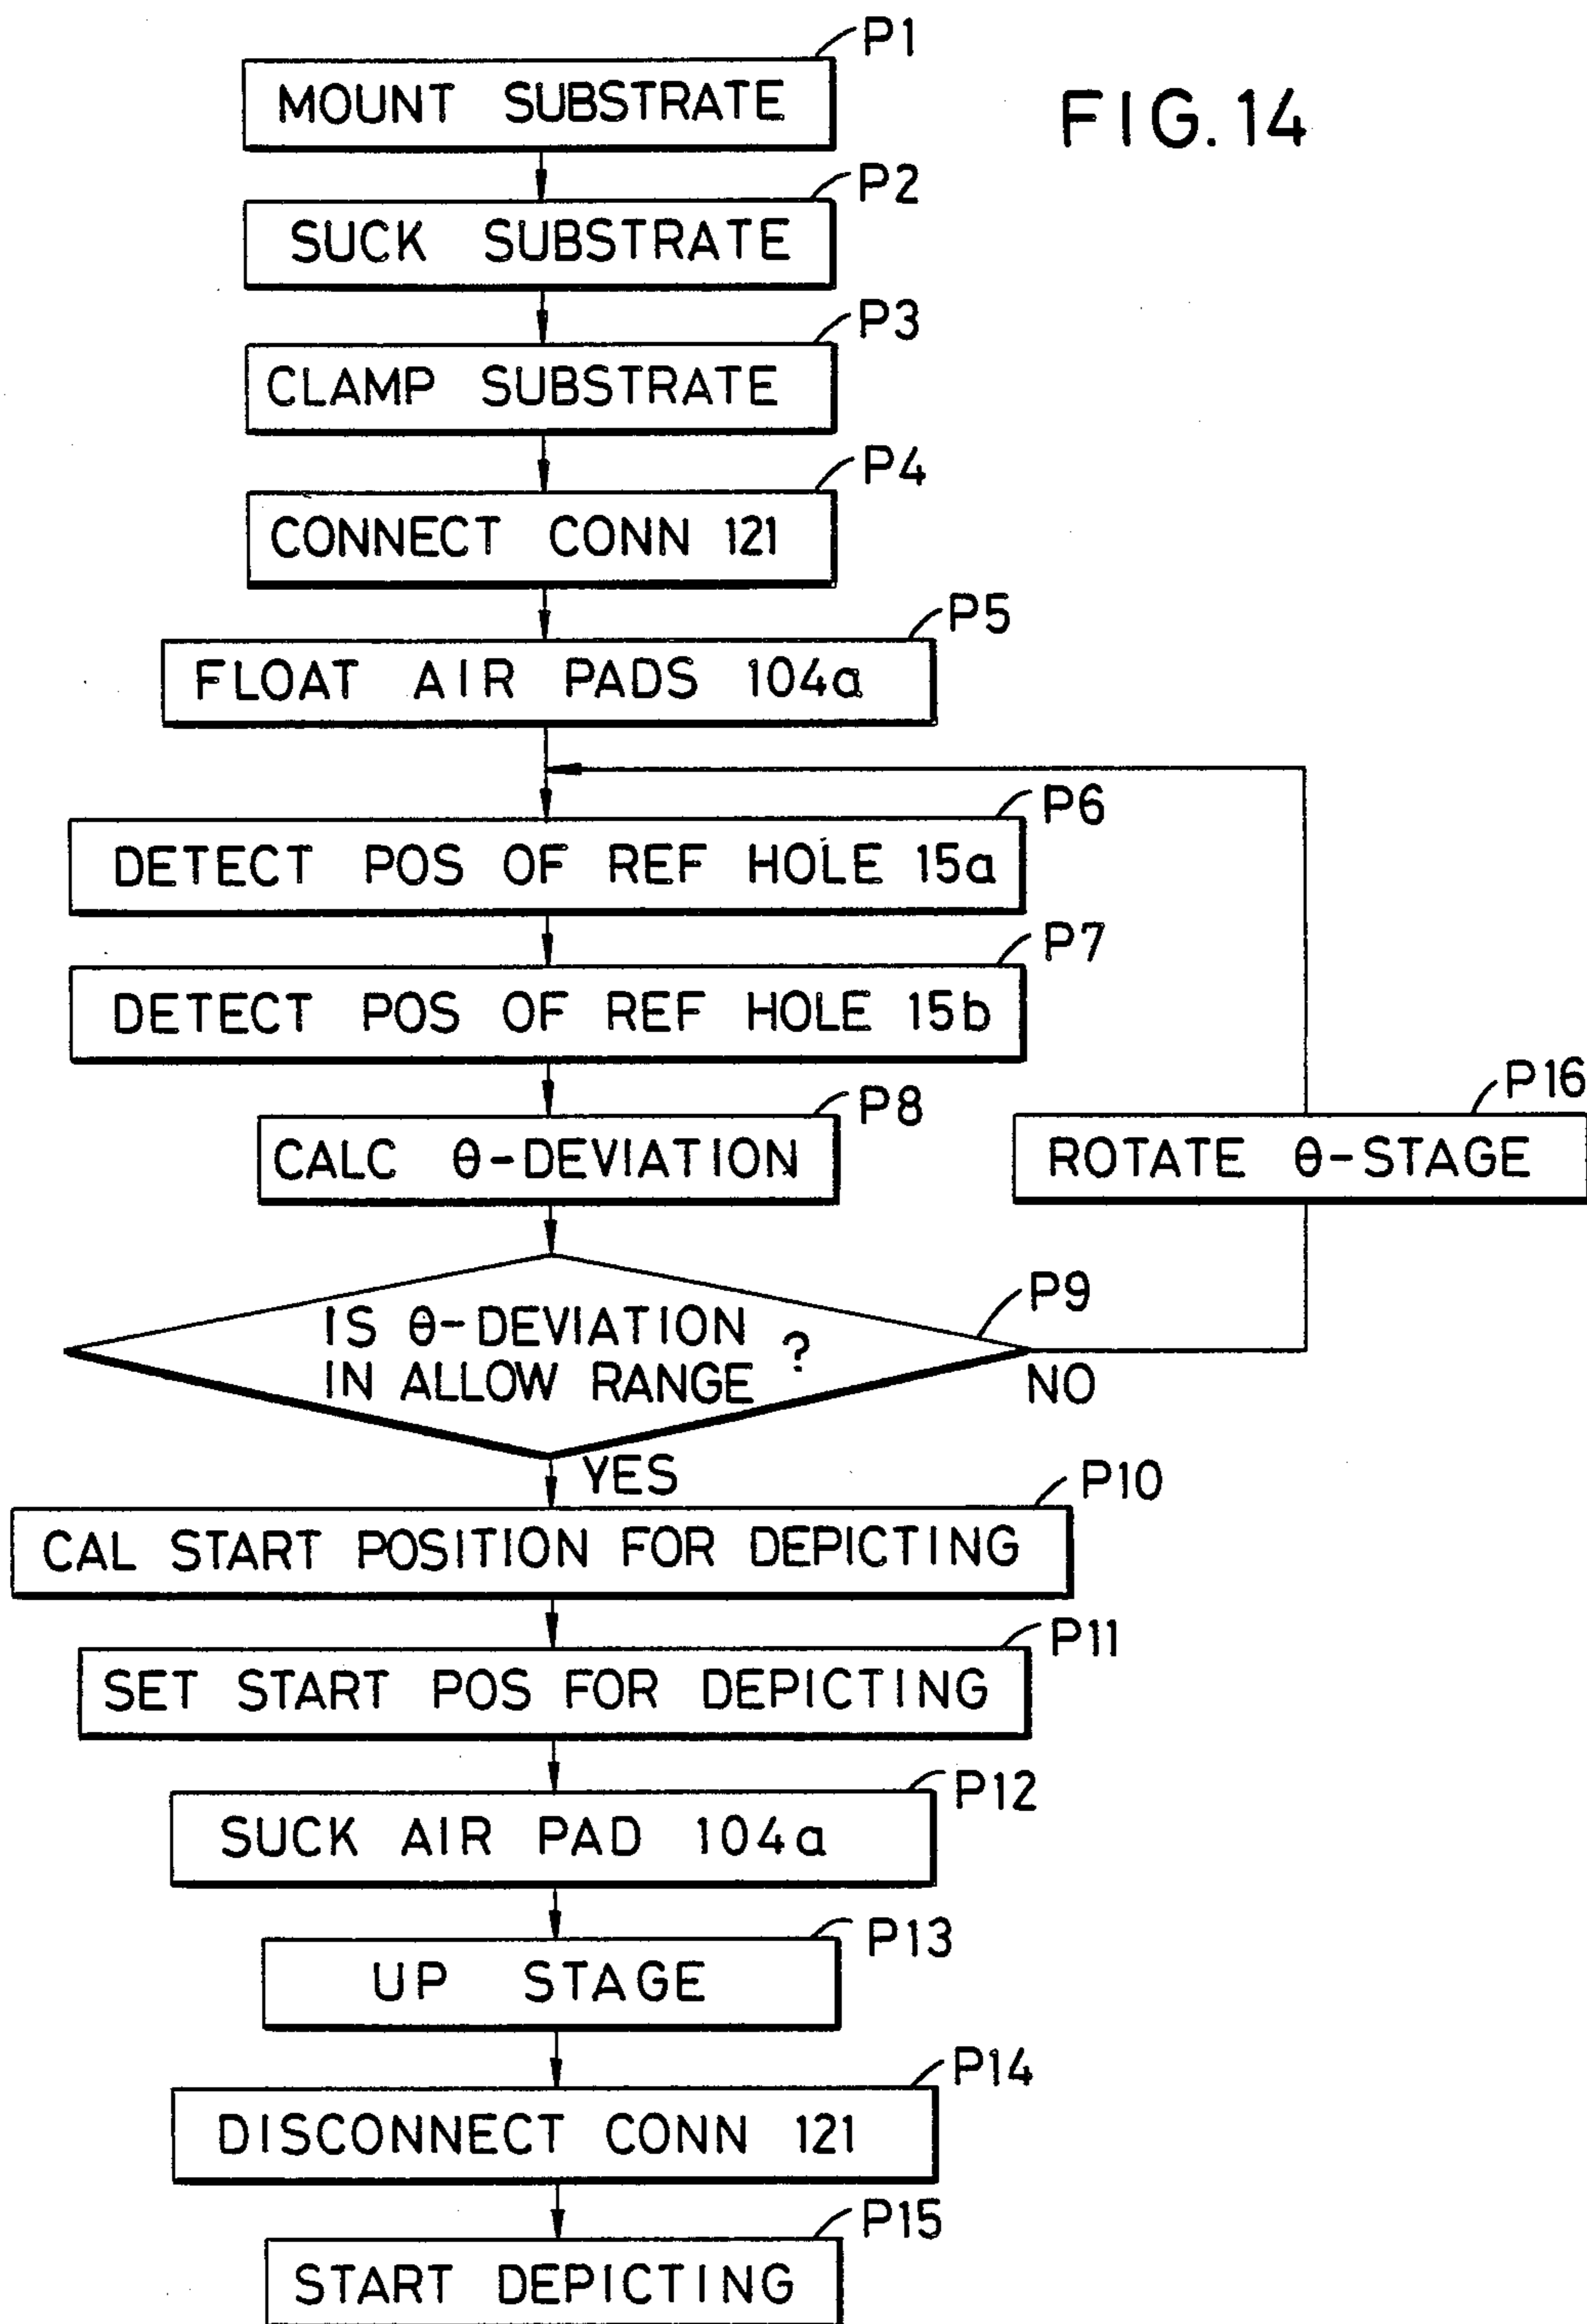 P1
FIG. 14
MOUNT SUBSTRATE
P2
SUCK SUBSTRATE
P3
CLAMP SUBSTRATE
P4
CONNECT CONN 121
P5
FLOAT AIR PADS 104a
P6
DETECT POS OF REF HOLE 15a
P7
DETECT POS OF REF HOLE 15b
P8
CALC θ-DEVIATION
P16
ROTATE θ-STAGE
P9
IS θ-DEVIATION
IN ALLOW RANGE ?
NO
YES
P10
CAL START POSITION FOR DEPICTING
P11
SET START POS FOR DEPICTING
P12
SUCK AIR PAD 104a
P13
UP STAGE
P14
DISCONNECT CONN 121
P15
START DEPICTING